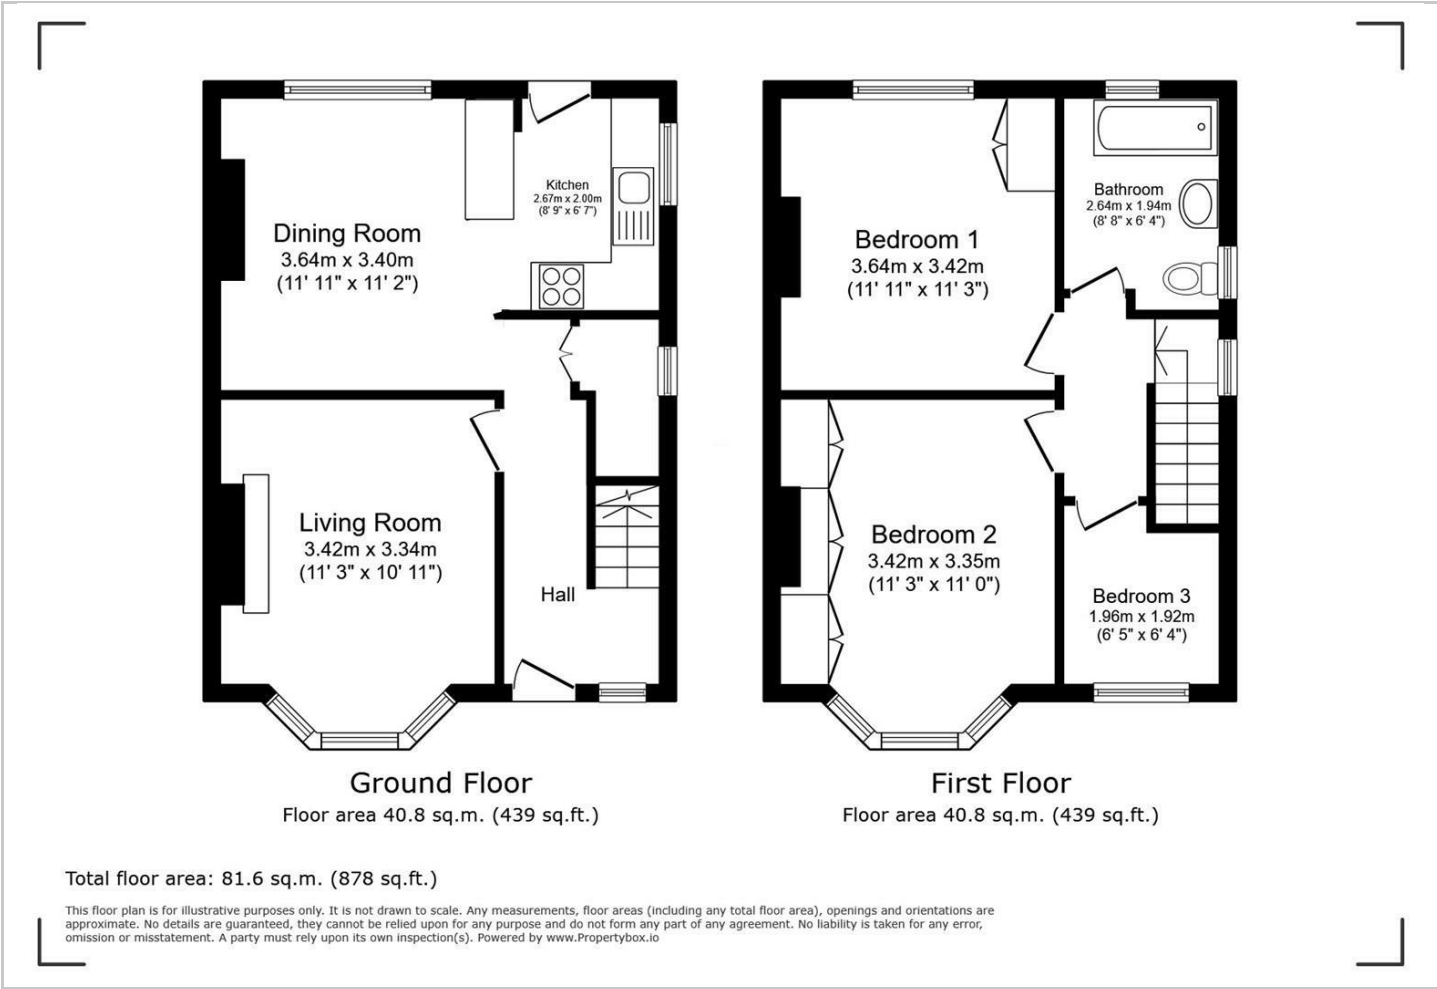 Dining Room
3.64m x 3.40m
(11' 11" x 11' 2")
Kitchen
2.67m x 2.00m
(8' 9" x 6' 7")
Living Room
3.42m x 3.34m
(11' 3" x 10' 11")
Hall
Ground Floor
Floor area 40.8 sq.m. (439 sq.ft.)
Bedroom 1
3.64m x 3.42m
(11' 11" x 11' 3")
Bathroom
2.64m x 1.94m
(8' 8" x 6' 4")
Bedroom 2
3.42m x 3.35m
(11' 3" x 11' 0")
Bedroom 3
1.96m x 1.92m
(6' 5" x 6' 4")
First Floor
Floor area 40.8 sq.m. (439 sq.ft.)
Total floor area: 81.6 sq.m. (878 sq.ft.)
This floor plan is for illustrative purposes only. It is not drawn to scale. Any measurements, floor areas (including any total floor area), openings and orientations are
approximate. No details are guaranteed, they cannot be relied upon for any purpose and do not form any part of any agreement. No liability is taken for any error,
omission or misstatement. A party must rely upon its own inspection(s). Powered by www.Propertybox.io